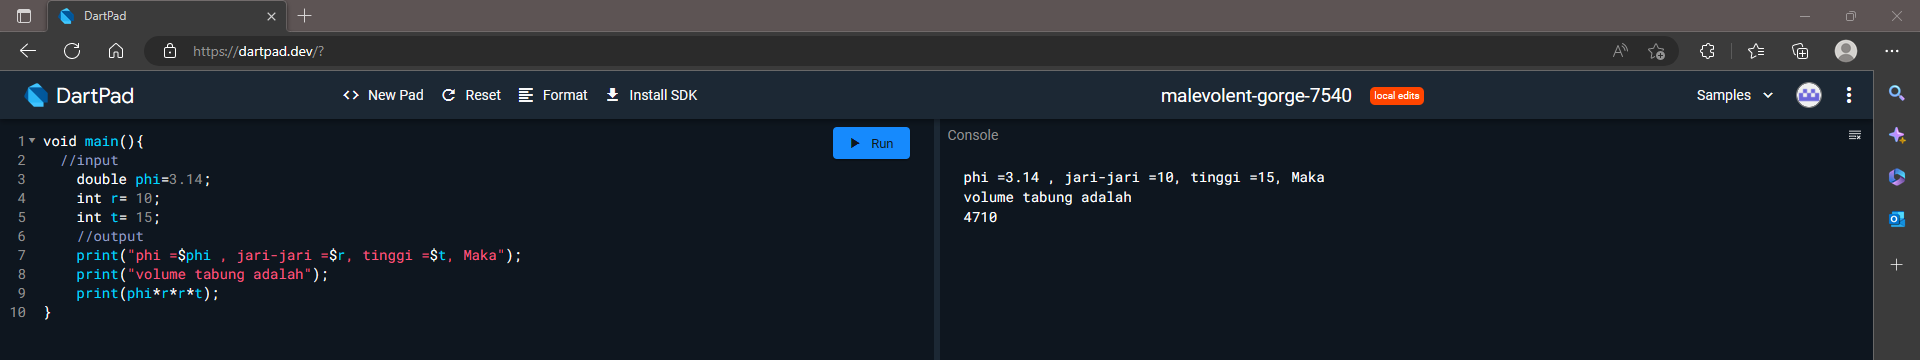 DartPad
https://dartpad.dev/?
DartPad
New Pad
Reset
Format
Install SDK
malevolent-gorge-7540
local edits
Samples
1 void main(){
2 //input
3 double phi=3.14;
4 int r= 10;
5 int t= 15;
6 //output
7 print("phi =$phi , jari-jari =$r, tinggi =$t, Maka");
8 print("volume tabung adalah");
9 print(phi*r*r*t);
10 }
Run
Console
phi =3.14 , jari-jari =10, tinggi =15, Maka
volume tabung adalah
4710